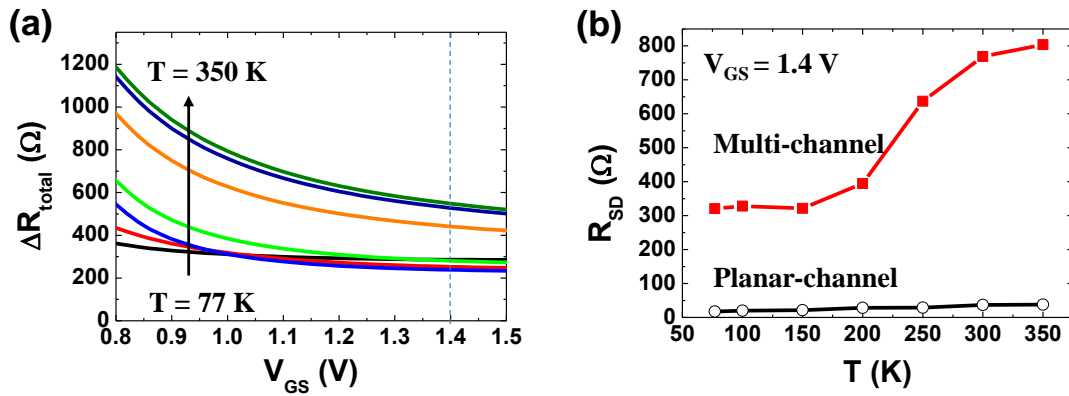 (a)
ΔR_total (Ω)
1200
1000
800
600
400
200
0
T = 350 K
T = 77 K
0.8 0.9 1.0 1.1 1.2 1.3 1.4 1.5
V_GS (V)
(b)
R_SD (Ω)
800
700
600
500
400
300
200
100
0
V_GS = 1.4 V
Multi-channel
Planar-channel
50 100 150 200 250 300 350
T (K)